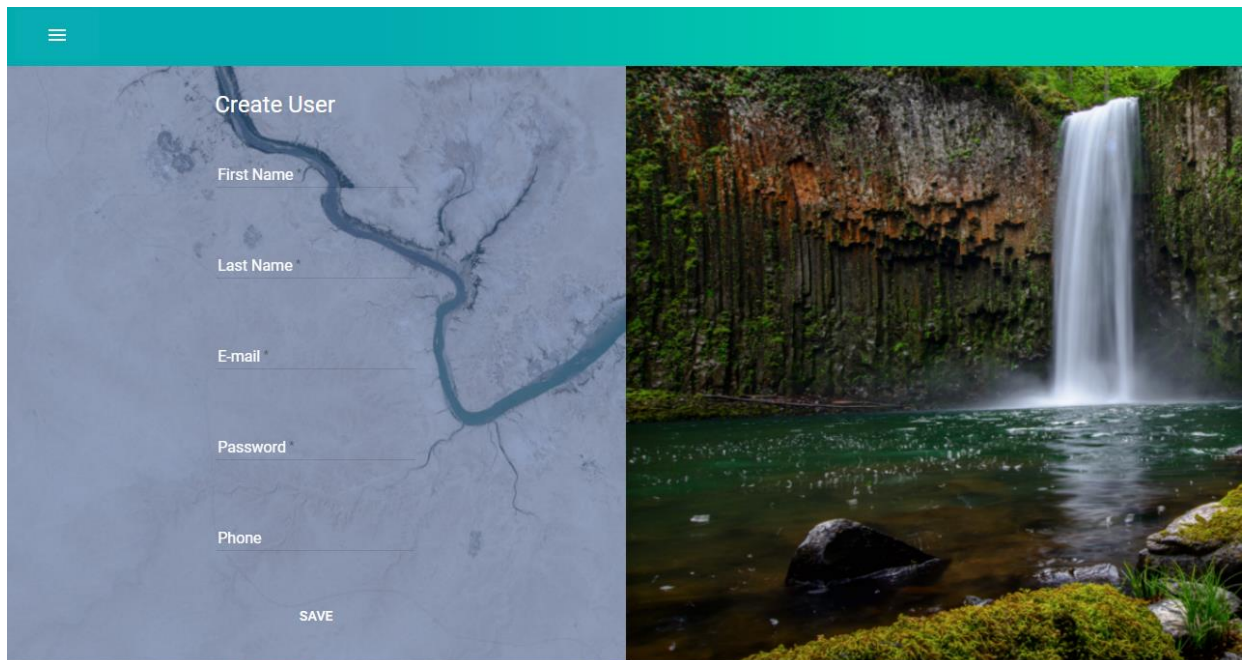 Create User
First Name *
Last Name *
E-mail *
Password *
Phone
SAVE